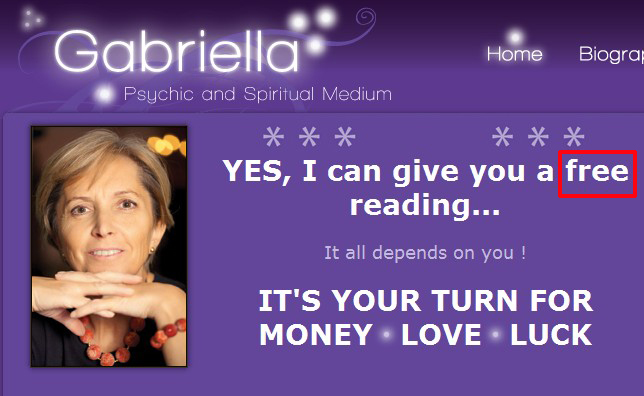 Gabriella
Home Biograp
Psychic and Spiritual Medium
* * * * * *
YES, I can give you a free
reading...
It all depends on you !
IT'S YOUR TURN FOR
MONEY • LOVE • LUCK